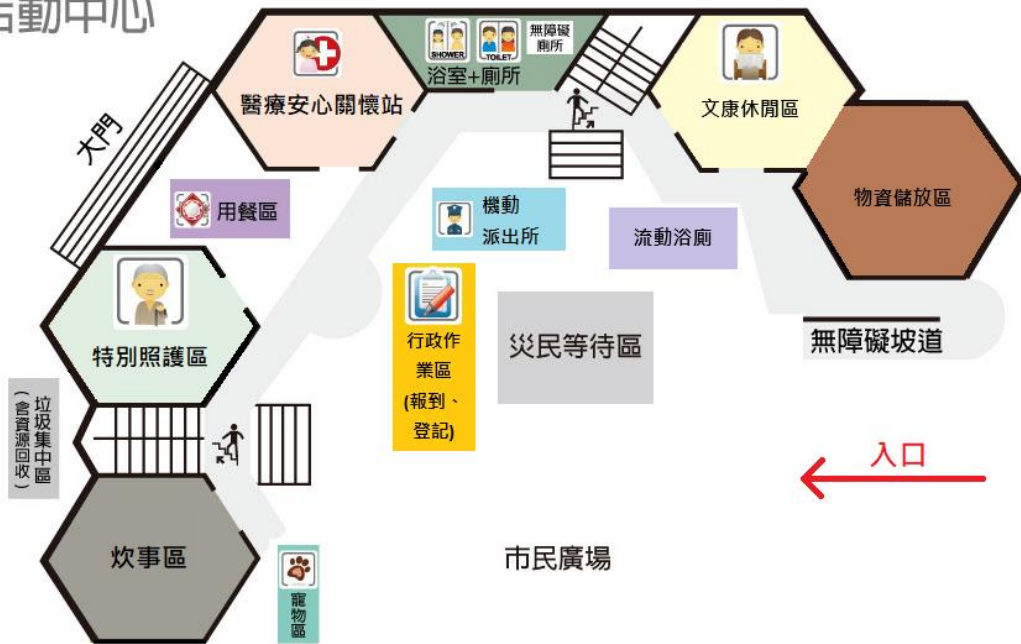 活動中心
SHOWER
TOILET
無障礙
廁所
浴室+廁所
醫療安心關懷站
文康休閒區
大門
物資儲放區
用餐區
機動
派出所
流動浴廁
特別照護區
行政作
業區
(報到、
登記)
災民等待區
無障礙坡道
垃圾集中區
(含資源回收)
入口
炊事區
市民廣場
寵物區